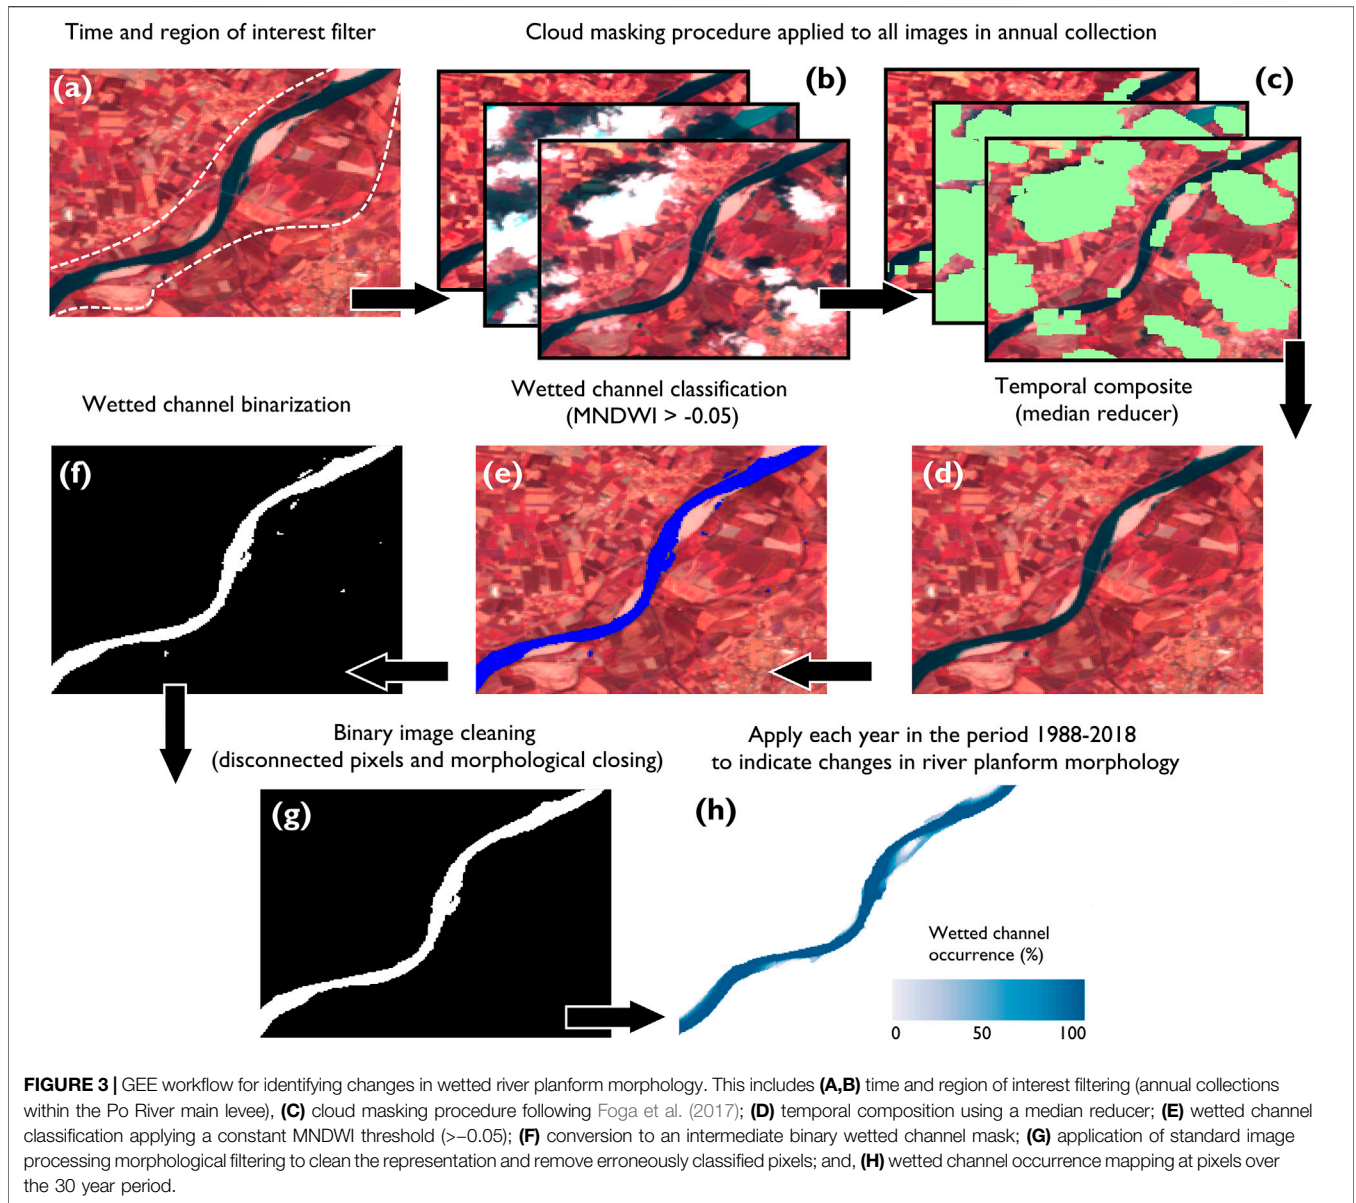 Time and region of interest filter
Cloud masking procedure applied to all images in annual collection
(a)
(b)
(c)
Wetted channel binarization
Wetted channel classification
(MNDWI > -0.05)
Temporal composite
(median reducer)
(f)
(e)
(d)
Binary image cleaning
(disconnected pixels and morphological closing)
Apply each year in the period 1988-2018
to indicate changes in river planform morphology
(g)
(h)
Wetted channel
occurrence (%)
0 50 100
FIGURE 3 | GEE workflow for identifying changes in wetted river planform morphology. This includes (A,B) time and region of interest filtering (annual collections
within the Po River main levee), (C) cloud masking procedure following Foga et al. (2017); (D) temporal composition using a median reducer; (E) wetted channel
classification applying a constant MNDWI threshold (>−0.05); (F) conversion to an intermediate binary wetted channel mask; (G) application of standard image
processing morphological filtering to clean the representation and remove erroneously classified pixels; and, (H) wetted channel occurrence mapping at pixels over
the 30 year period.